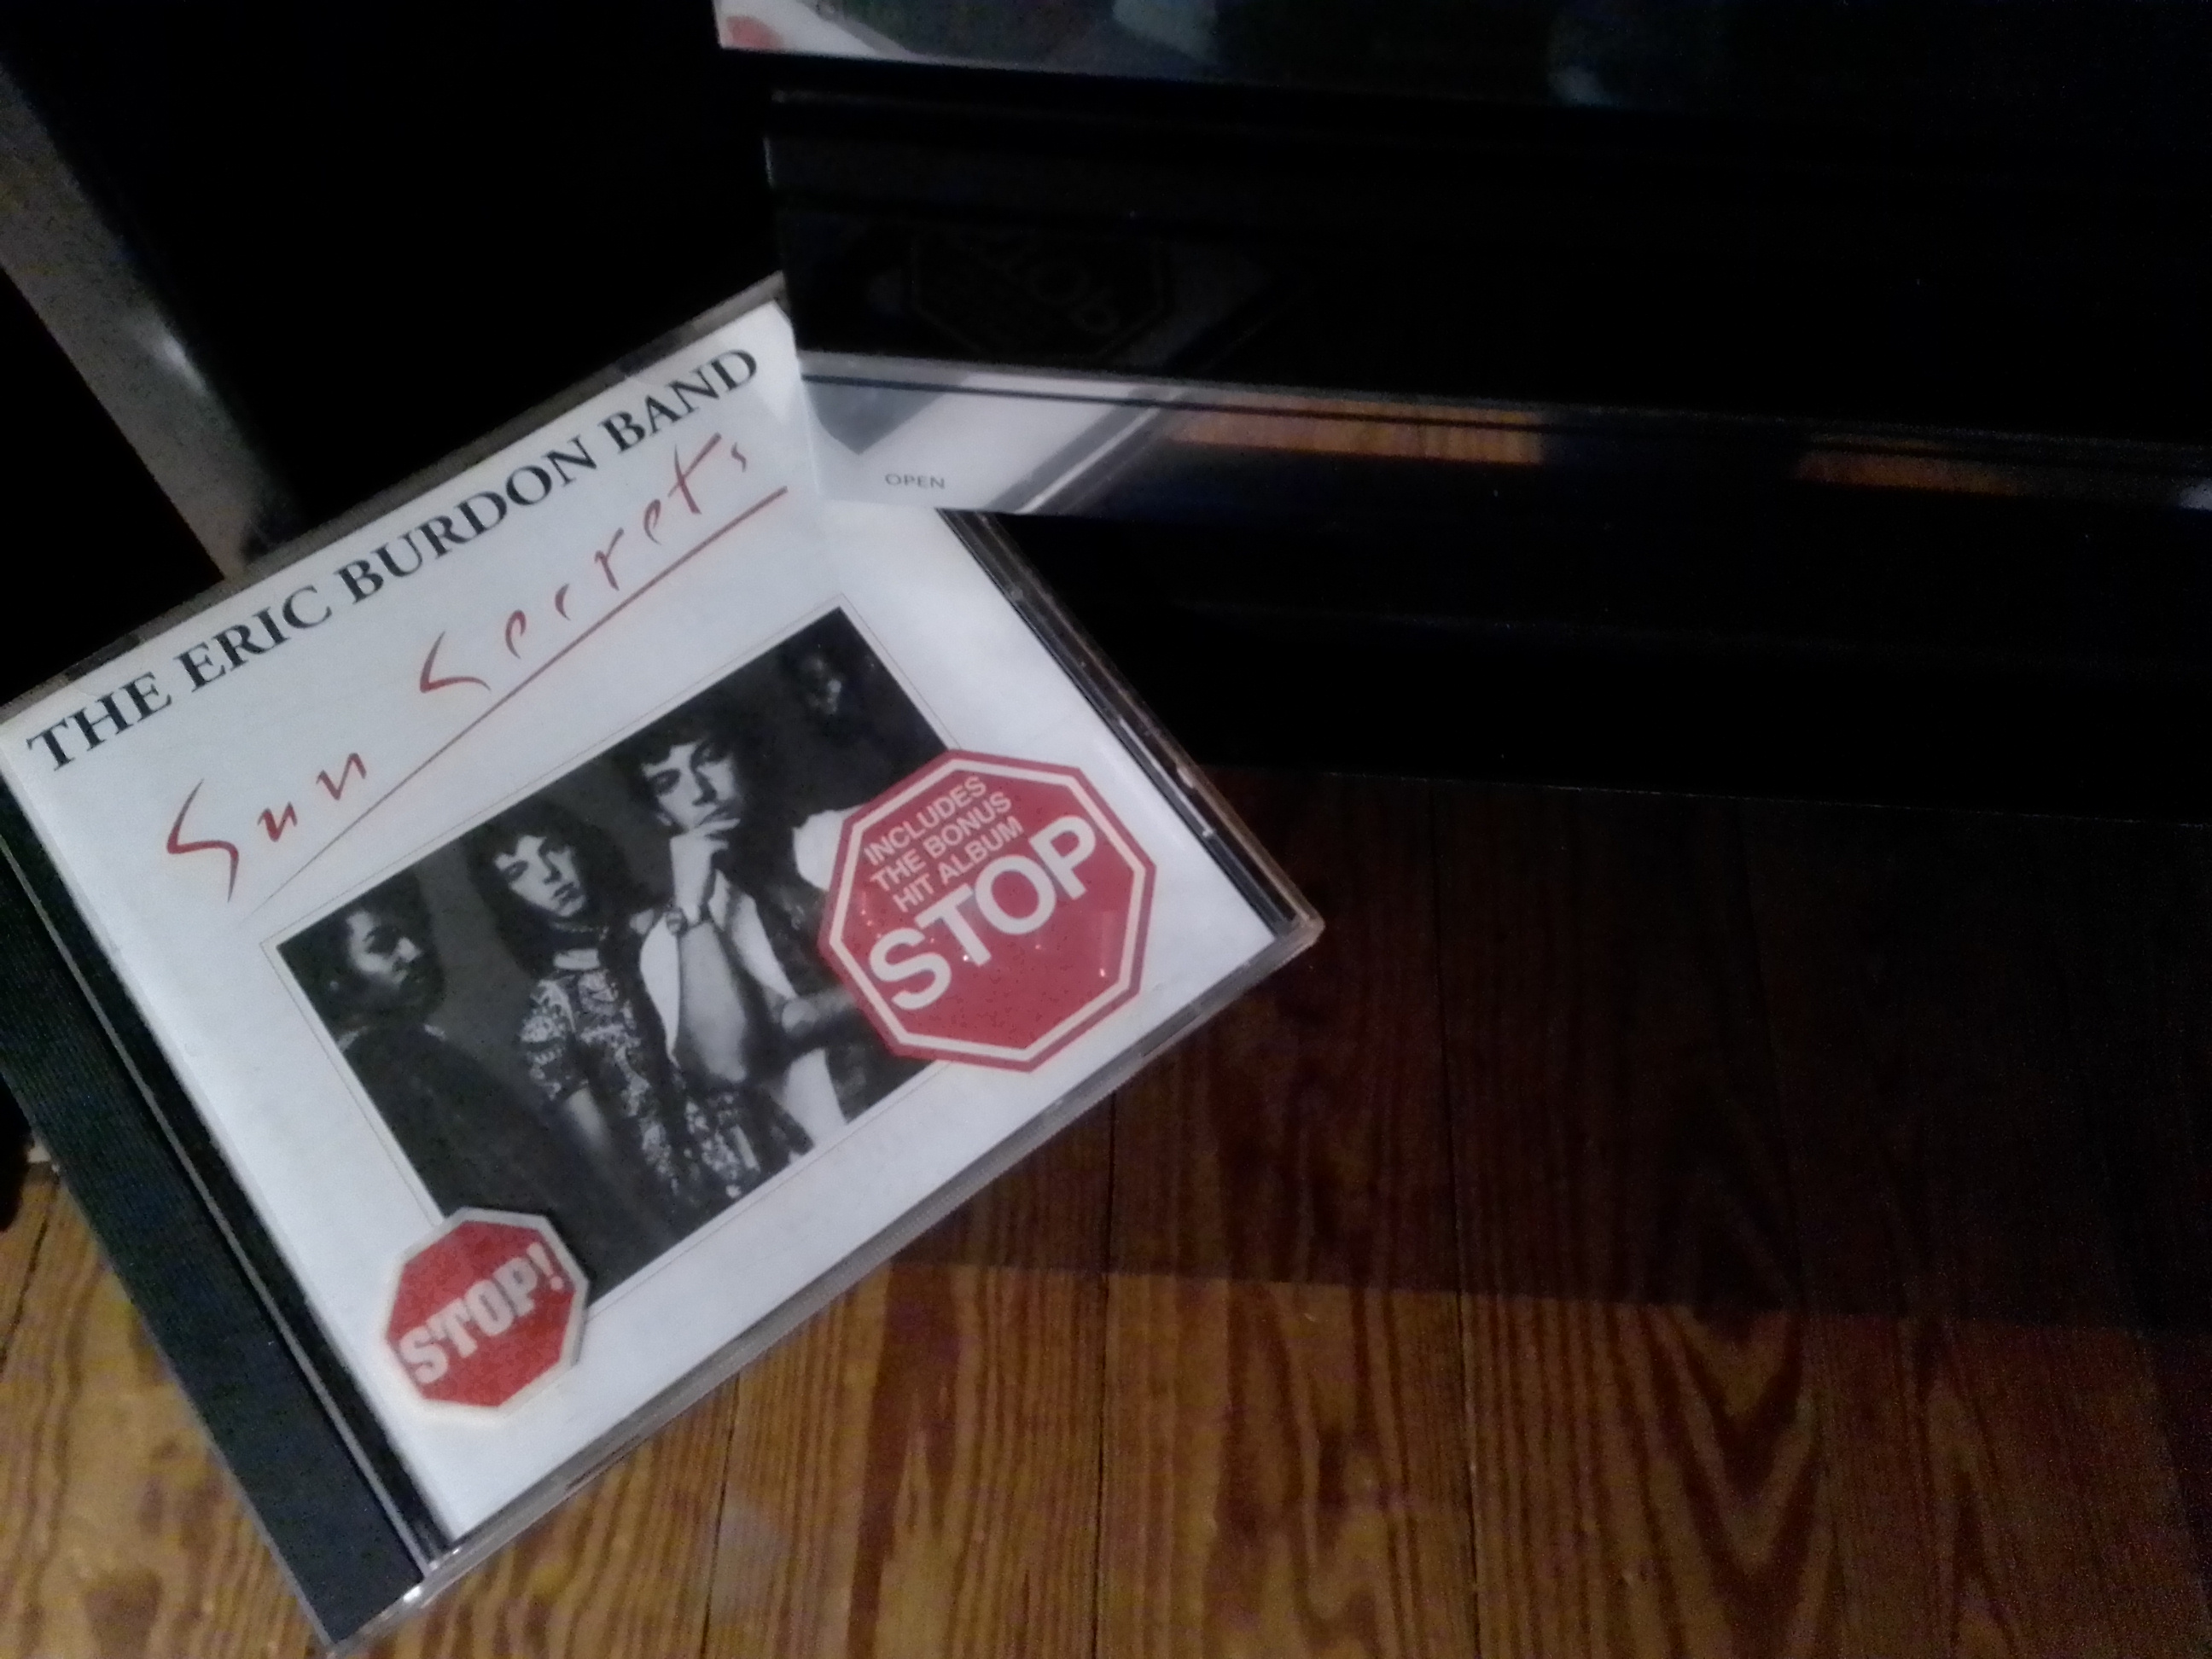 THE ERIC BURDON BAND
Sun Secrets
INCLUDES
THE BONUS
HIT ALBUM
STOP
STOP!
OPEN